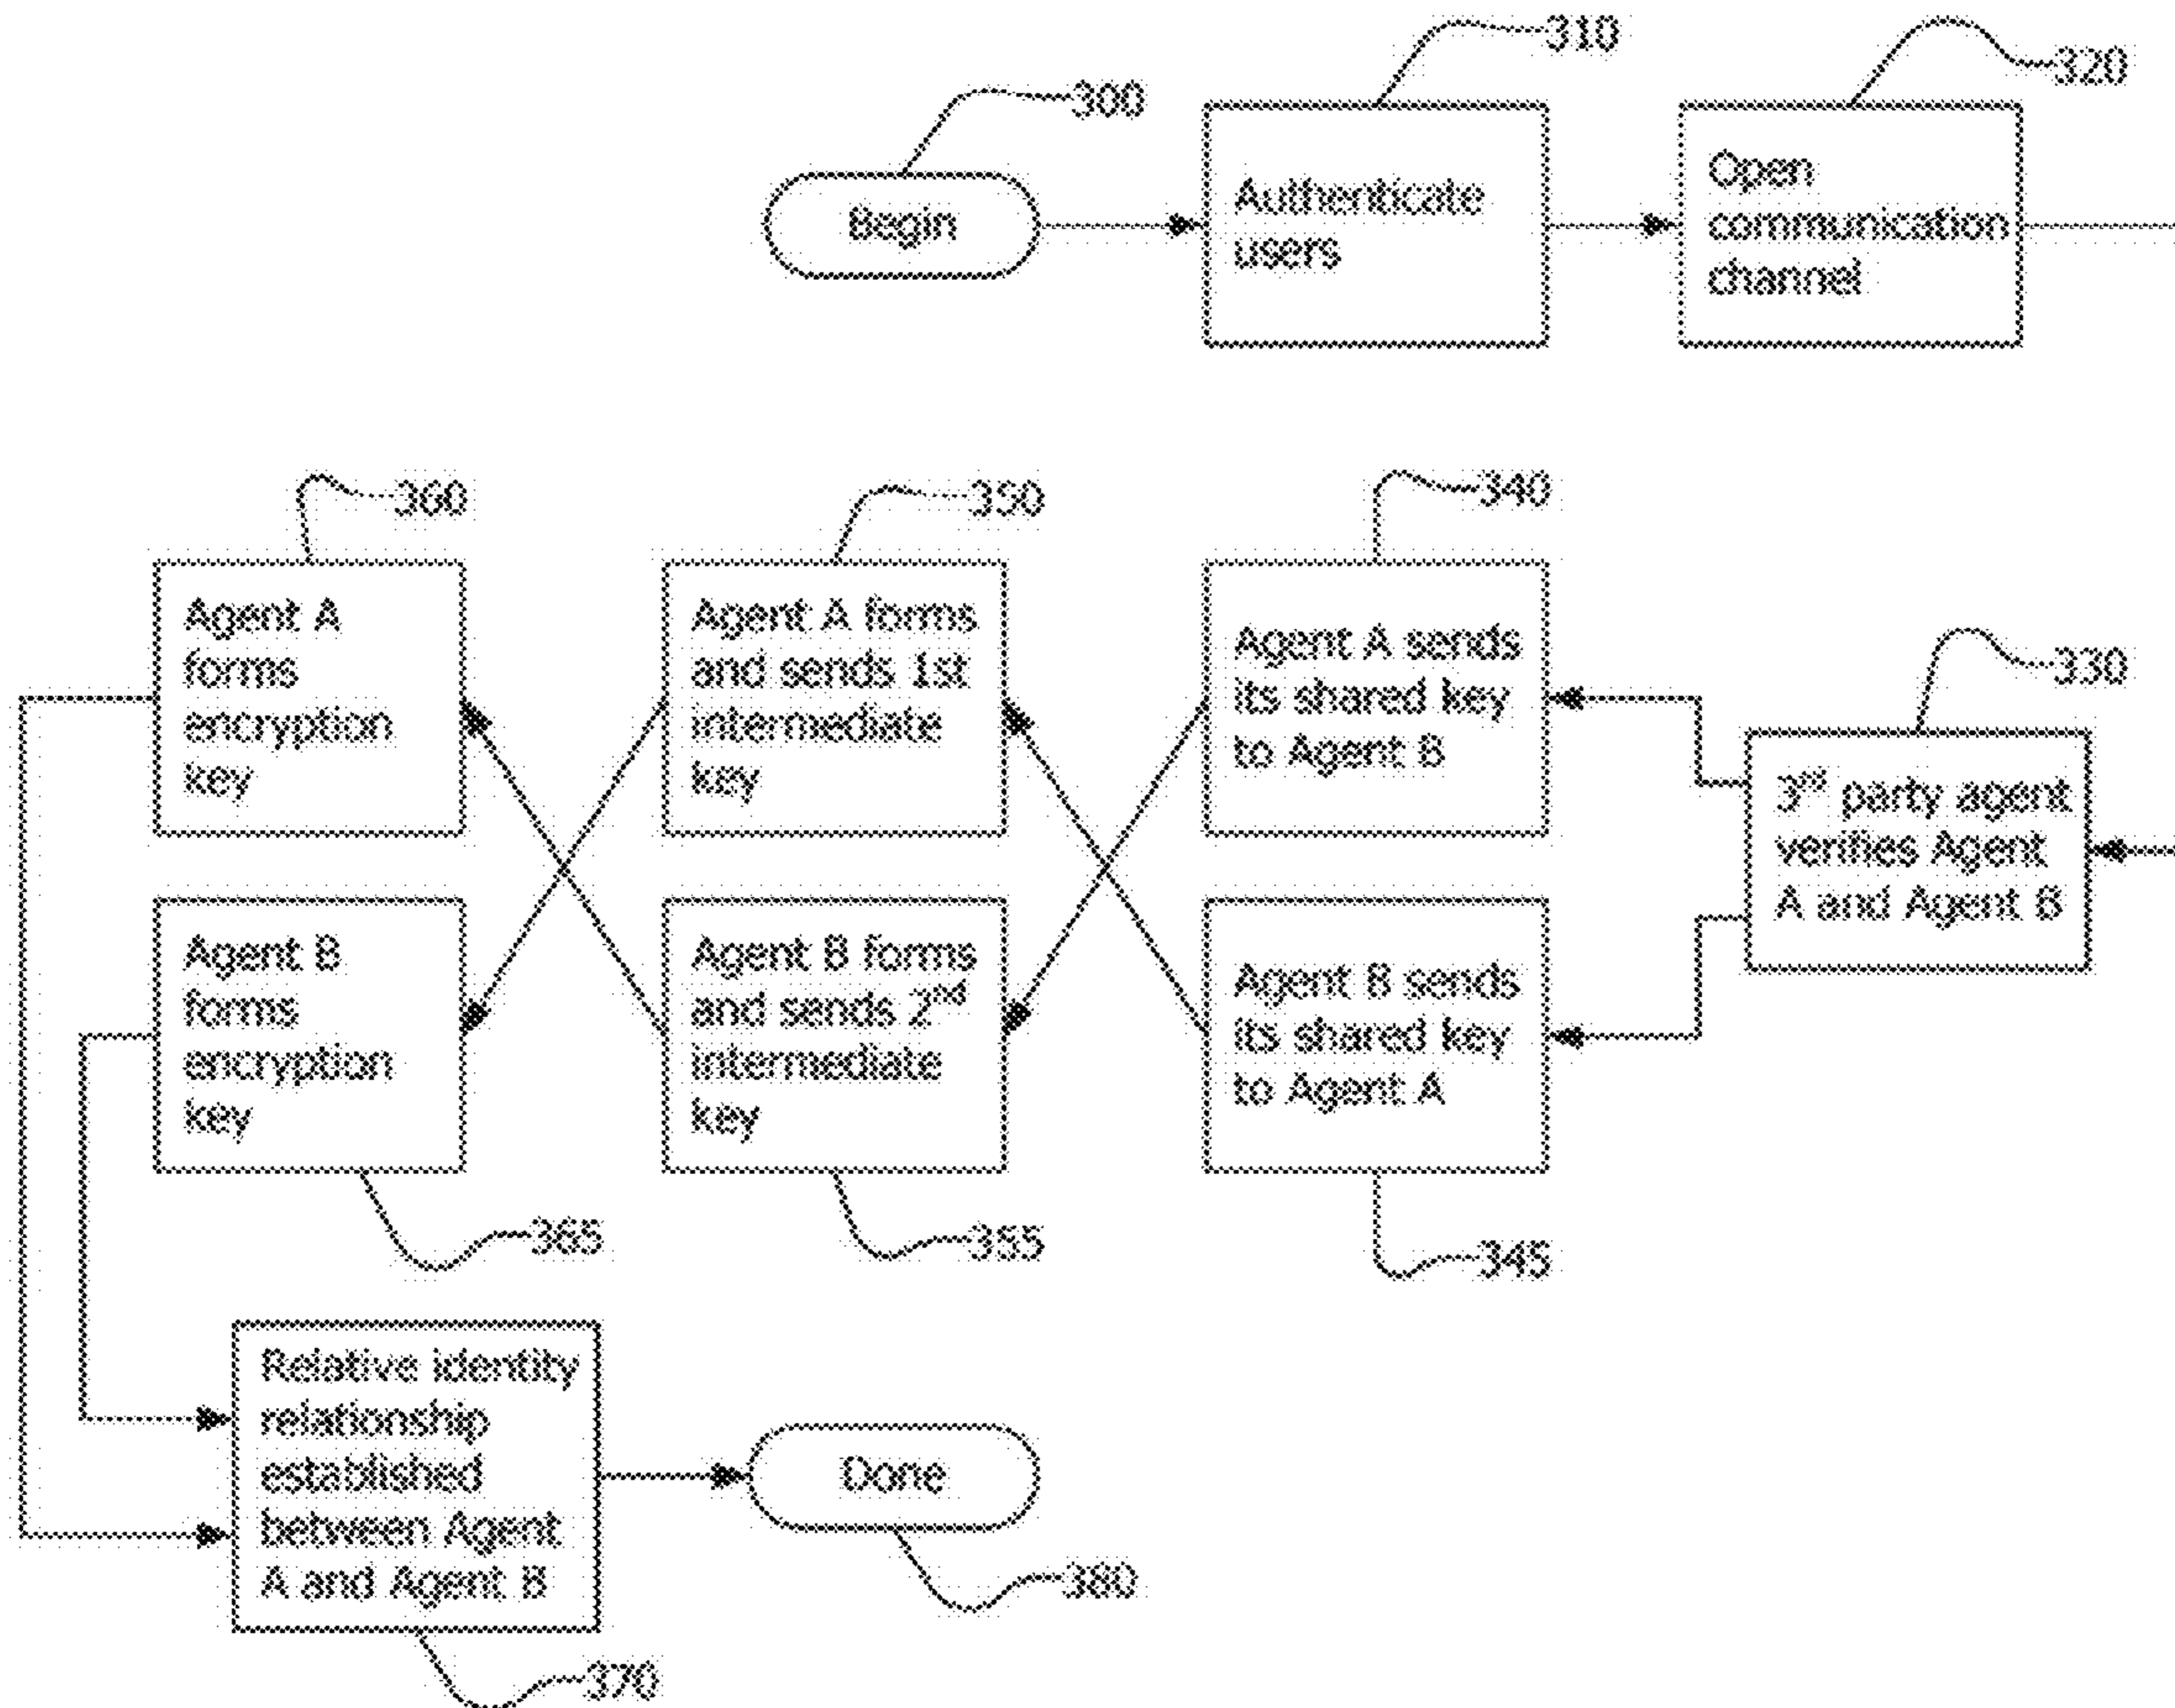 300
310
320
Begin
Authenticate
users
Open
communication
channel
360
350
340
330
Agent A
forms
encryption
key
Agent A forms
and sends 1st
intermediate
key
Agent A sends
its shared key
to Agent B
3rd party agent
verifies Agent
A and Agent B
Agent B
forms
encryption
key
Agent B forms
and sends 2nd
intermediate
key
Agent B sends
its shared key
to Agent A
365
355
345
Relative identity
relationship
established
between Agent
A and Agent B
Done
380
370